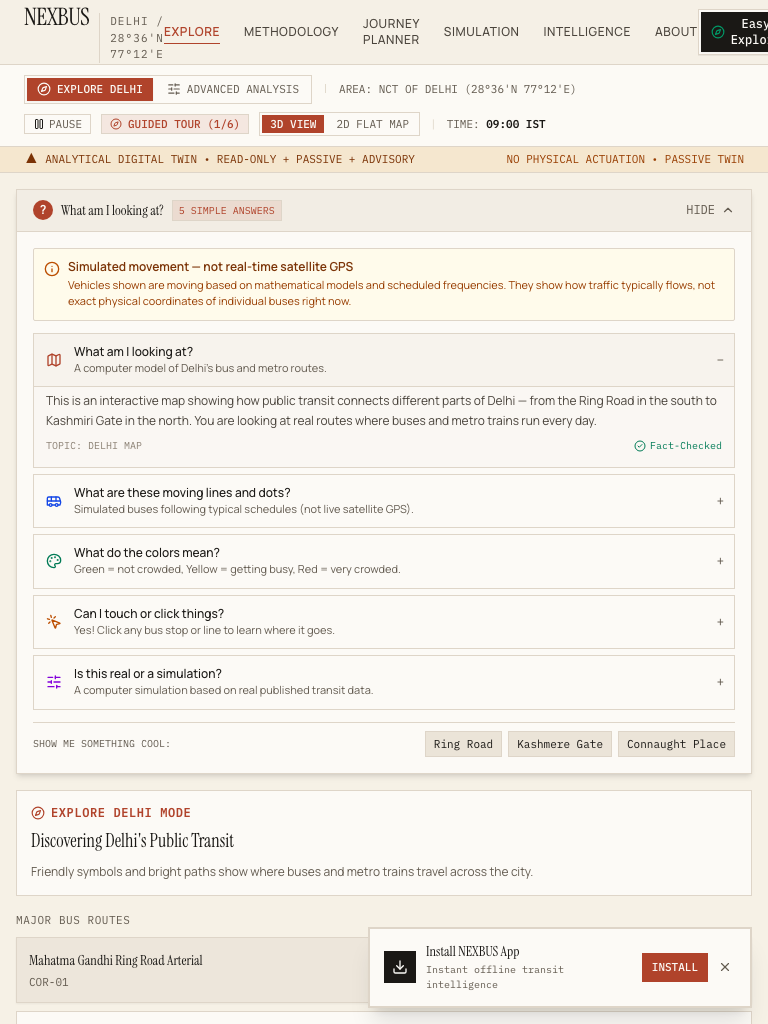 NEXBUS
DELHI /
28°36'N
77°12'E
EXPLORE
METHODOLOGY
JOURNEY
PLANNER
SIMULATION
INTELLIGENCE
ABOUT
Easy
EXPLORE DELHI
ADVANCED ANALYSIS
AREA: NCT OF DELHI (28°36'N 77°12'E)
PAUSE
GUIDED TOUR (1/6)
3D VIEW
2D FLAT MAP
TIME: 09:00 IST
ANALYTICAL DIGITAL TWIN • READ-ONLY + PASSIVE + ADVISORY
NO PHYSICAL ACTUATION • PASSIVE TWIN
? What am I looking at? 5 SIMPLE ANSWERS
HIDE
Simulated movement — not real-time satellite GPS
Vehicles shown are moving based on mathematical models and scheduled frequencies. They show how traffic typically flows, not
exact physical coordinates of individual buses right now.
What am I looking at?
A computer model of Delhi's bus and metro routes.
−
This is an interactive map showing how public transit connects different parts of Delhi — from the Ring Road in the south to
Kashmiri Gate in the north. You are looking at real routes where buses and metro trains run every day.
TOPIC: DELHI MAP
Fact-Checked
What are these moving lines and dots?
Simulated buses following typical schedules (not live satellite GPS).
+
What do the colors mean?
Green = not crowded, Yellow = getting busy, Red = very crowded.
+
Can I touch or click things?
Yes! Click any bus stop or line to learn where it goes.
+
Is this real or a simulation?
A computer simulation based on real published transit data.
+
SHOW ME SOMETHING COOL:
Ring Road
Kashmere Gate
Connaught Place
EXPLORE DELHI MODE
Discovering Delhi's Public Transit
Friendly symbols and bright paths show where buses and metro trains travel across the city.
MAJOR BUS ROUTES
Mahatma Gandhi Ring Road Arterial
COR-01
Install NEXBUS App
Instant offline transit
intelligence
INSTALL